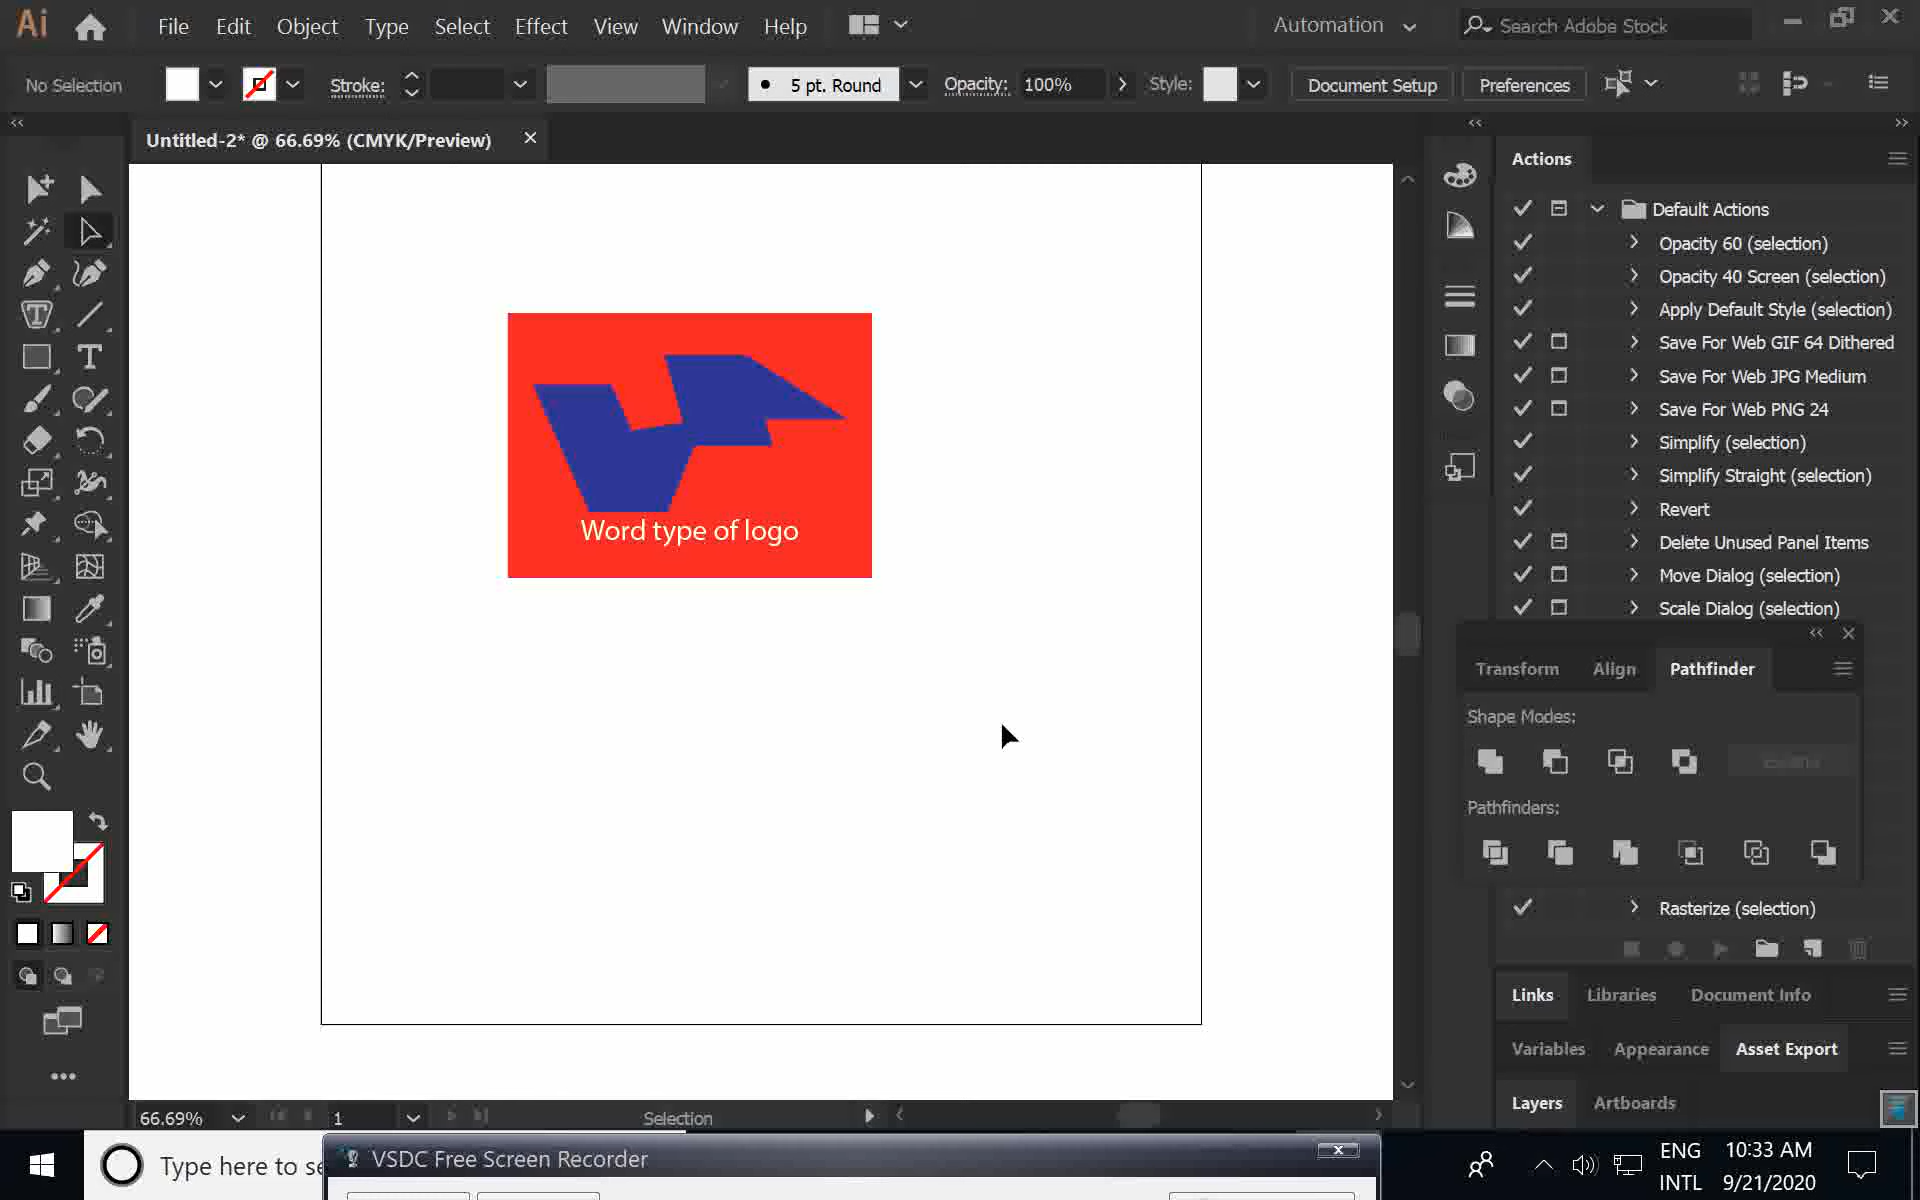 Ai File Edit Object Type Select Effect View Window Help Automation Search Adobe Stock
No Selection Stroke: 5 pt. Round Opacity: 100% Style: Document Setup Preferences
Untitled-2* @ 66.69% (CMYK/Preview)
Word type of logo
Actions
Default Actions
Opacity 60 (selection)
Opacity 40 Screen (selection)
Apply Default Style (selection)
Save For Web GIF 64 Dithered
Save For Web JPG Medium
Save For Web PNG 24
Simplify (selection)
Simplify Straight (selection)
Revert
Delete Unused Panel Items
Move Dialog (selection)
Scale Dialog (selection)
Transform Align Pathfinder
Shape Modes:
Expand
Pathfinders:
Rasterize (selection)
Links Libraries Document Info
Variables Appearance Asset Export
Layers Artboards
66.69% 1 Selection
Type here to se
VSDC Free Screen Recorder
ENG 10:33 AM
INTL 9/21/2020